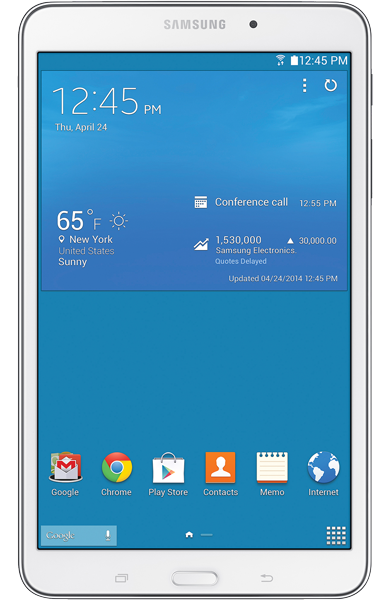 SAMSUNG
12:45 PM
12:45 PM
Thu, April 24
Conference call 12:55 PM
65° F
New York
United States
Sunny
1,530,000 ▲ 30,000.00
Samsung Electronics.
Quotes Delayed
Updated 04/24/2014 12:45 PM
Google Chrome Play Store Contacts Memo Internet
Google